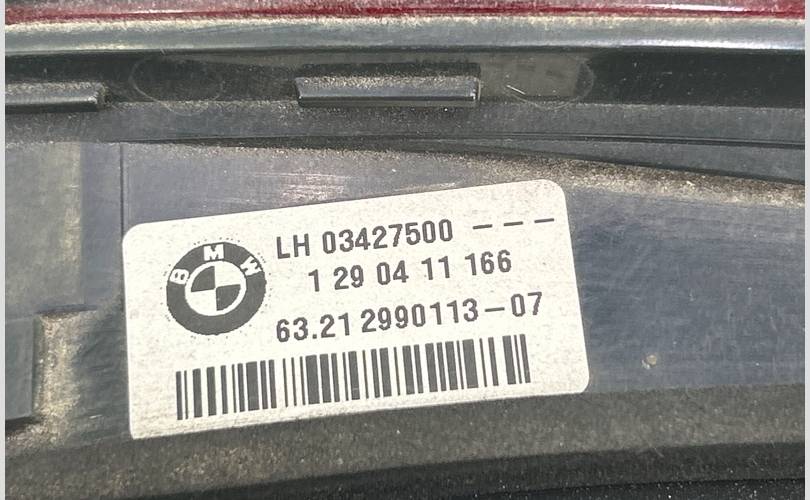 BMW
LH 03427500 – – –
1 29 04 11 166
63.21 2990113–07